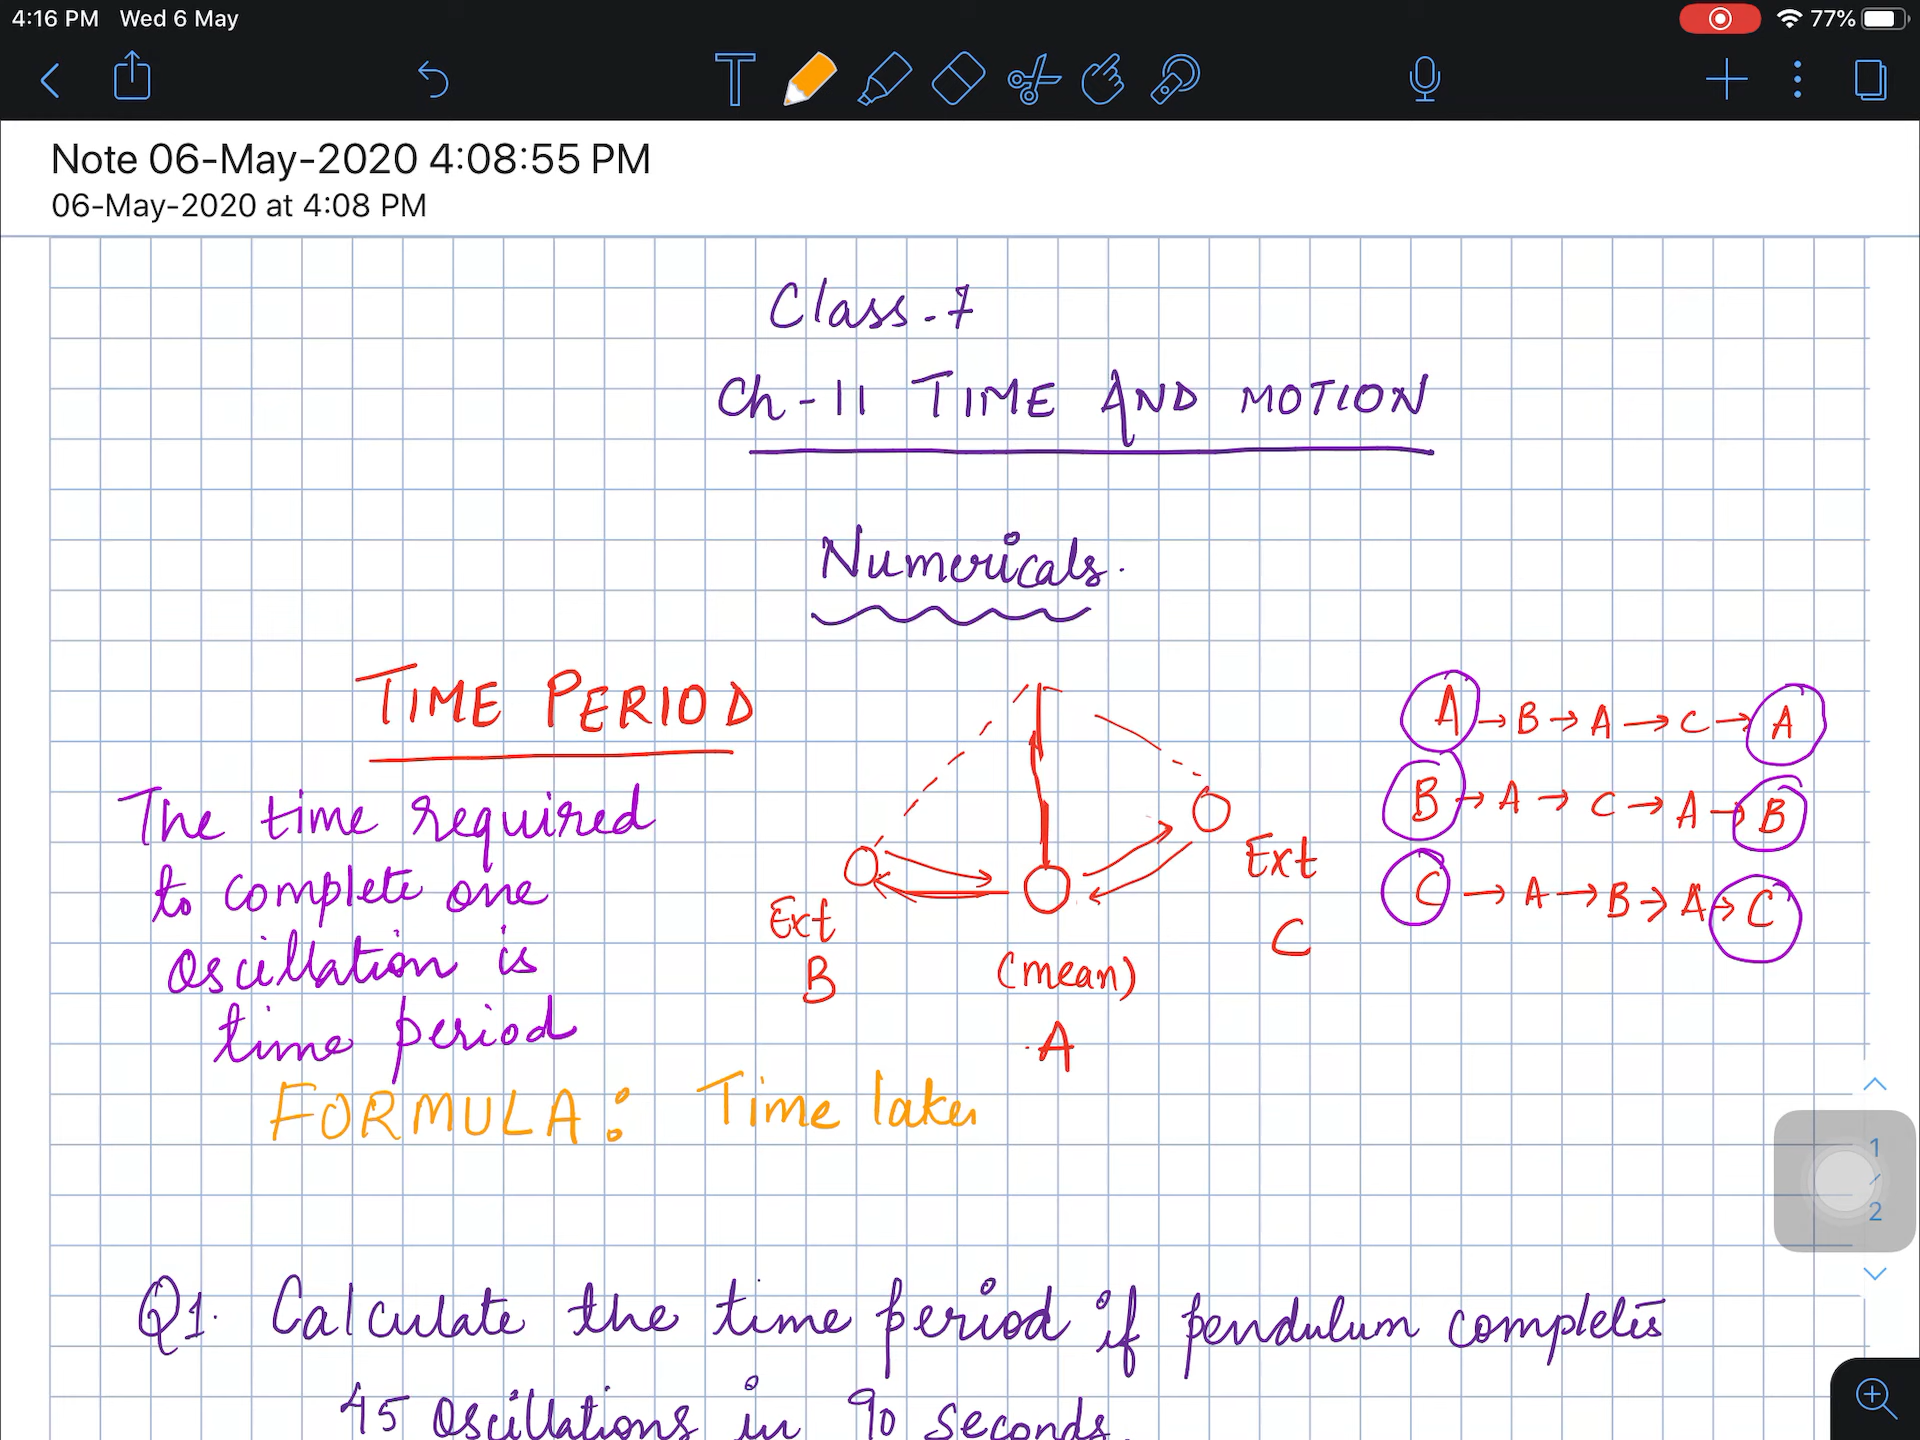 4:16 PM Wed 6 May
77%
Note 06-May-2020 4:08:55 PM
06-May-2020 at 4:08 PM
Class-7
Ch-11 TIME AND MOTION
Numericals.
TIME PERIOD
The time required
to complete one
oscillation is
time period
Ext
B
(mean)
A
Ext
C
A → B → A → C → A
B → A → C → A → B
C → A → B → A → C
FORMULA: Time taken
1
2
Q1. Calculate the time period if pendulum completes
45 oscillations in 90 seconds.